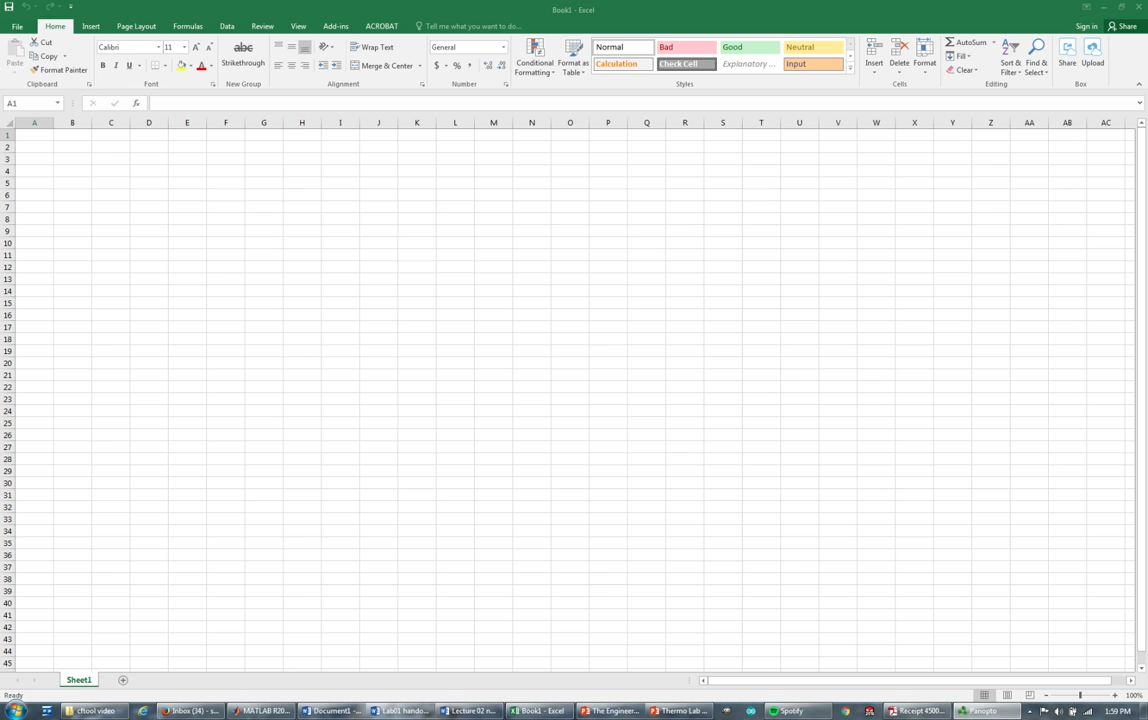 Book1 - Excel
File Home Insert Page Layout Formulas Data Review View Add-ins ACROBAT Tell me what you want to do... Sign in Share
Paste Cut Copy Format Painter Clipboard
Calibri 11 A A B I U A Font
abc Strikethrough New Group
Wrap Text Merge & Center Alignment
General $ % , Number
Conditional Formatting Format as Table Normal Bad Good Neutral Calculation Check Cell Explanatory ... Input Styles
Insert Delete Format Cells
AutoSum Fill Clear Sort & Filter Find & Select Editing
Share Upload Box
A1 fx
A B C D E F G H I J K L M N O P Q R S T U V W X Y Z AA AB AC
1
2
3
4
5
6
7
8
9
10
11
12
13
14
15
16
17
18
19
20
21
22
23
24
25
26
27
28
29
30
31
32
33
34
35
36
37
38
39
40
41
42
43
44
45
Sheet1
Ready 100%
cftool video Inbox (34) - s... MATLAB R20... Document1 -... Lab01 hando... Lecture 02 n... Book1 - Excel The Engineer... Thermo Lab ... Spotify Receipt 4500... Panopto 1:59 PM